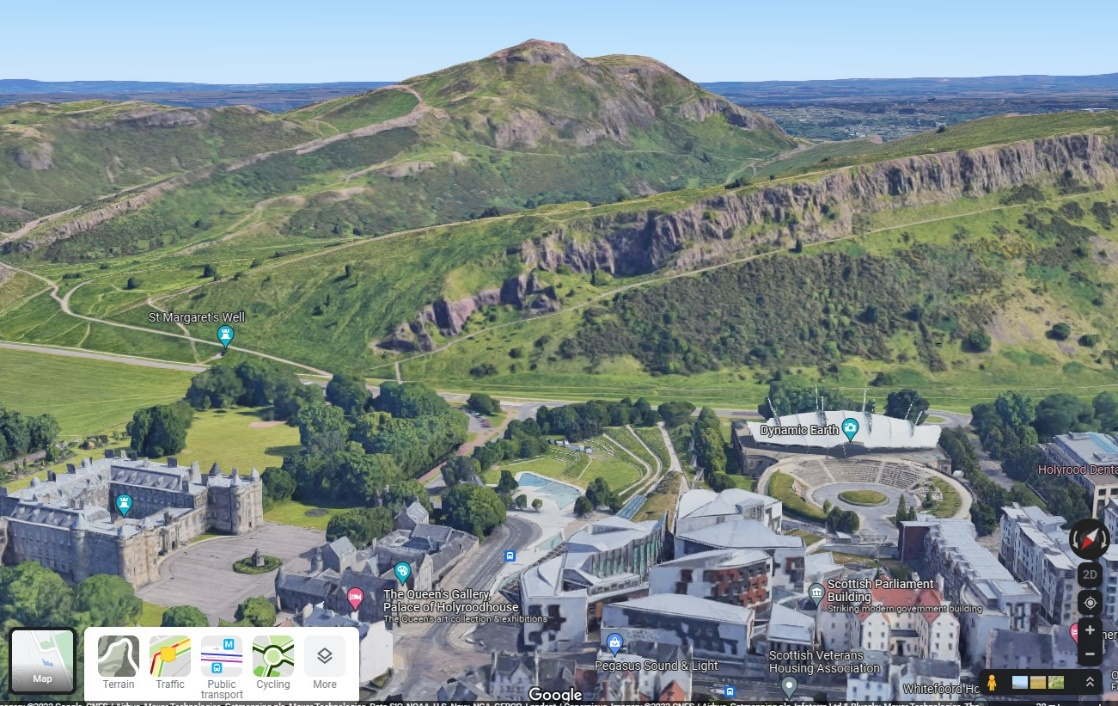 St Margaret's Well
Dynamic Earth
Holyrood Denta
The Queen's Gallery,
Palace of Holyroodhouse
The Queen's art collection & exhibitions
Scottish Parliament
Building
Striking modern government building
2D
Pegasus Sound & Light
Scottish Veterans
Housing Association
Whitefoord Ho
Map
Terrain
Traffic
M
Public
transport
Cycling
More
Google